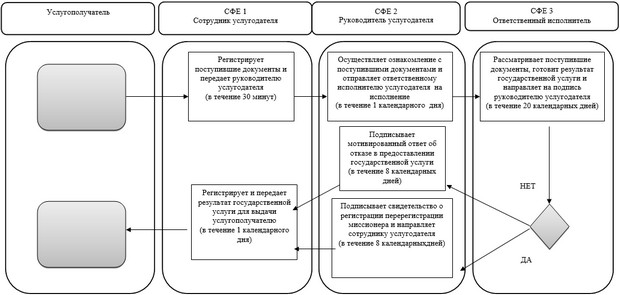 Услугополучатель
СФЕ 1
Сотрудник услугодателя
СФЕ 2
Руководитель услугодателя
СФЕ 3
Ответственный исполнитель
Регистрирует
поступившие документы и
передает руководителю
услугодателя
(в течение 30 минут)
Осуществляет ознакомление с
поступившими документами и
отправляет ответственному
исполнителю услугодателя на
исполнение
(в течение 1 календарного дня)
Рассматривает поступившие
документы, готовит результат
государственной услуги и
направляет на подпись
руководителю услугодателя
(в течение 20 календарных дней)
Подписывает
мотивированный ответ об
отказе в предоставлении
государственной услуги
(в течение 8 календарных
дней)
НЕТ
Регистрирует и передает
результат государственной
услуги для выдачи
услугополучателю
(в течение 1 календарного
дня)
Подписывает свидетельство о
регистрации перерегистрации
миссионера и направляет
сотруднику услугодателя
(в течение 8 календарныхдней)
ДА